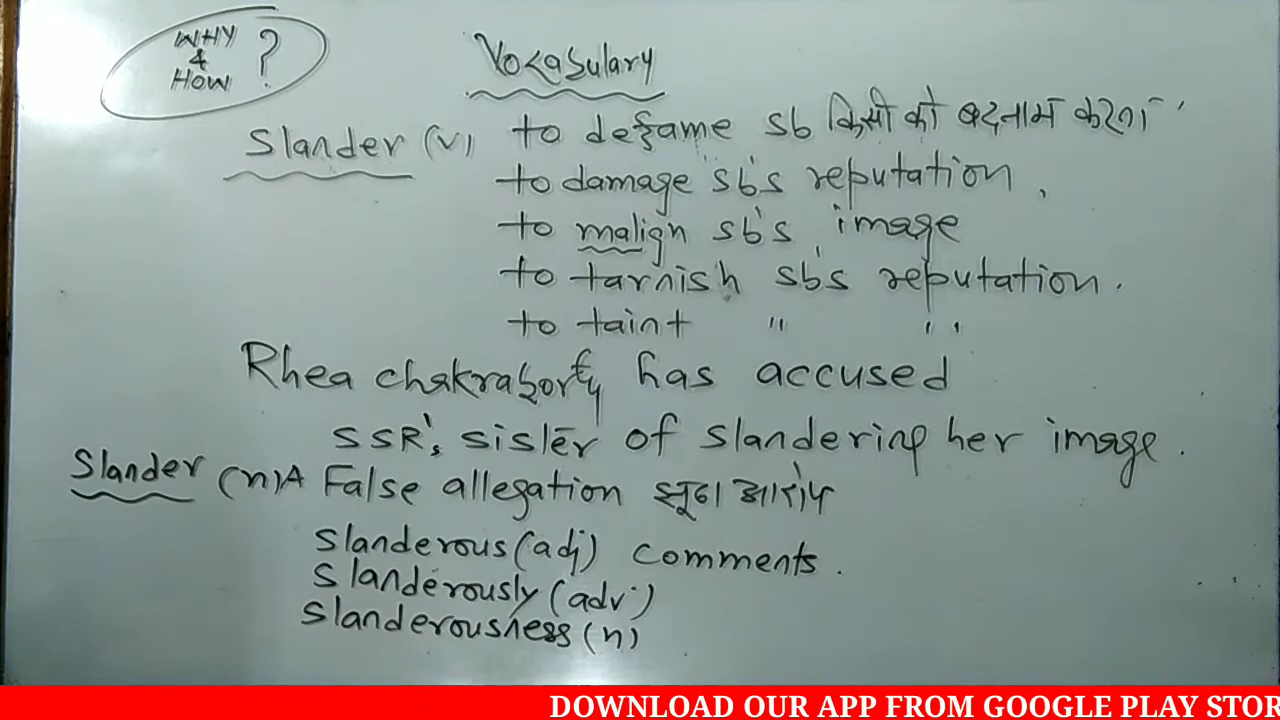 WHY
&
HOW ?
Vocabulary
Slander (v) to defame sb किसी को बदनाम करना
to damage sb's reputation.
to malign sb's image
to tarnish sb's reputation.
to taint " "
Rhea chakraborty has accused
SSR's sister of slandering her image.
Slander (n) A False allegation झूठा आरोप
Slanderous (adj) comments.
Slanderously (adv)
Slanderousness (n)
DOWNLOAD OUR APP FROM GOOGLE PLAY STOR